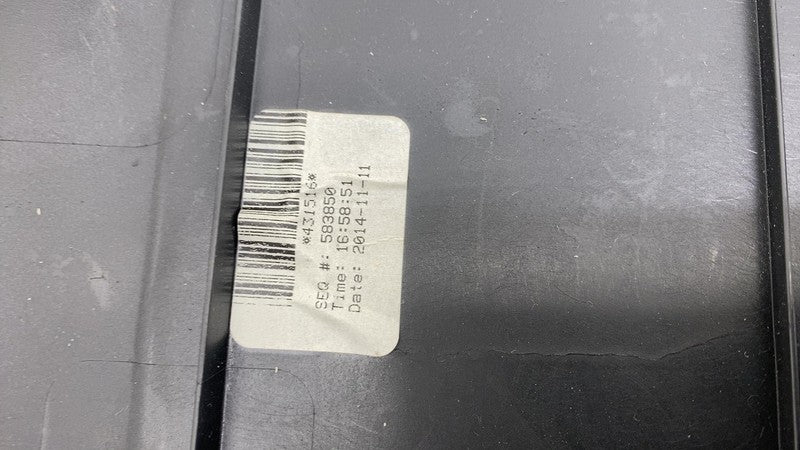 *431516*
SEQ #: 583850
Time: 16:58:51
Date: 2014-11-11